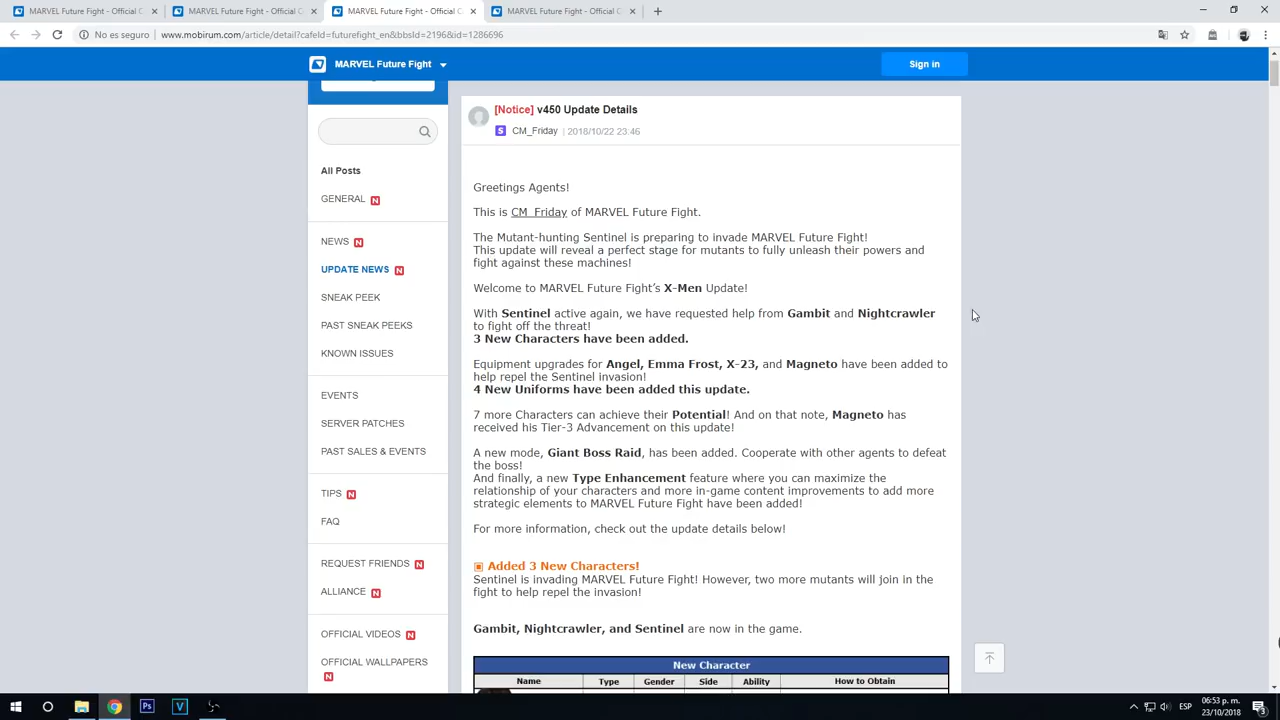 MARVEL Future Fight - Official C
MARVEL Future Fight - Official C
MARVEL Future Fight - Official C
MARVEL Future Fight - Official C
No es seguro | www.mobirum.com/article/detail?cafeId=futurefight_en&bbsId=2196&id=1286696
MARVEL Future Fight
Sign in
All Posts
GENERAL N
NEWS N
UPDATE NEWS N
SNEAK PEEK
PAST SNEAK PEEKS
KNOWN ISSUES
EVENTS
SERVER PATCHES
PAST SALES & EVENTS
TIPS N
FAQ
REQUEST FRIENDS N
ALLIANCE N
OFFICIAL VIDEOS N
OFFICIAL WALLPAPERS
N
[Notice] v450 Update Details
S CM_Friday | 2018/10/22 23:46
Greetings Agents!
This is CM_Friday of MARVEL Future Fight.
The Mutant-hunting Sentinel is preparing to invade MARVEL Future Fight!
This update will reveal a perfect stage for mutants to fully unleash their powers and
fight against these machines!
Welcome to MARVEL Future Fight's X-Men Update!
With Sentinel active again, we have requested help from Gambit and Nightcrawler
to fight off the threat!
3 New Characters have been added.
Equipment upgrades for Angel, Emma Frost, X-23, and Magneto have been added to
help repel the Sentinel invasion!
4 New Uniforms have been added this update.
7 more Characters can achieve their Potential! And on that note, Magneto has
received his Tier-3 Advancement on this update!
A new mode, Giant Boss Raid, has been added. Cooperate with other agents to defeat
the boss!
And finally, a new Type Enhancement feature where you can maximize the
relationship of your characters and more in-game content improvements to add more
strategic elements to MARVEL Future Fight have been added!
For more information, check out the update details below!
▣ Added 3 New Characters!
Sentinel is invading MARVEL Future Fight! However, two more mutants will join in the
fight to help repel the invasion!
Gambit, Nightcrawler, and Sentinel are now in the game.
New Character
Name Type Gender Side Ability How to Obtain
Ps
V
ESP
06:53 p. m.
23/10/2018
3